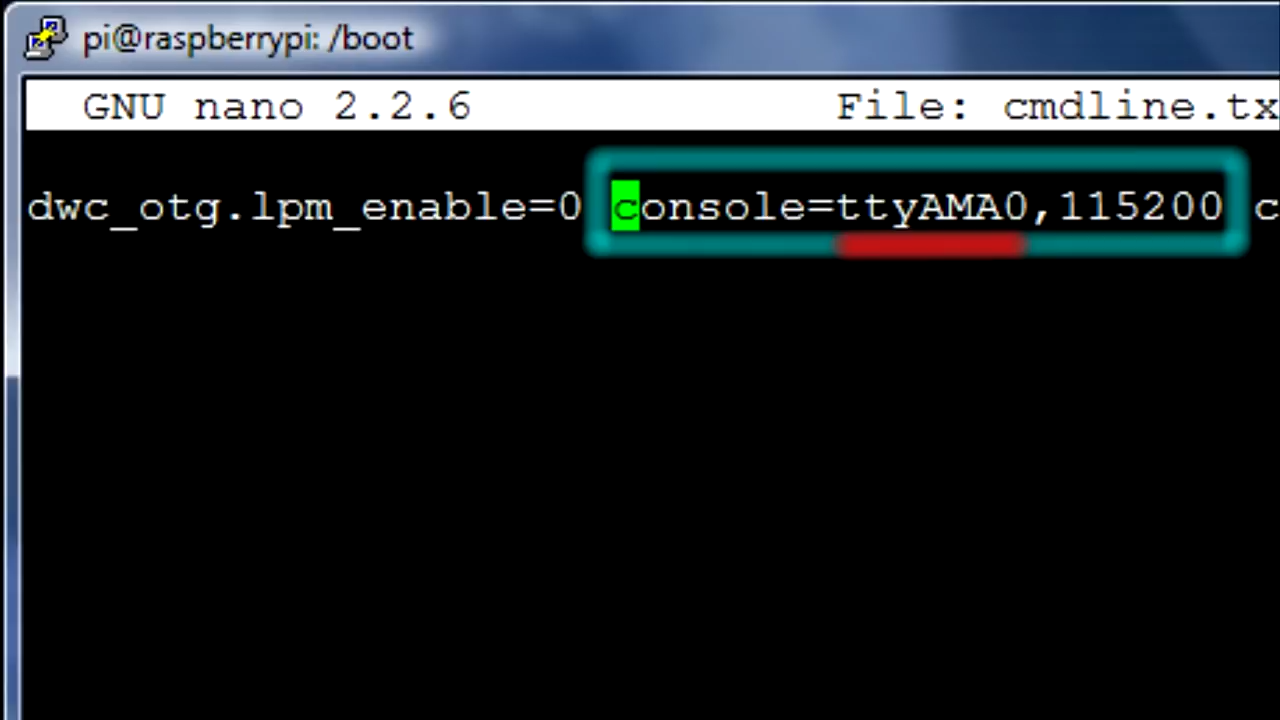 pi@raspberrypi: /boot
GNU nano 2.2.6 File: cmdline.tx
dwc_otg.lpm_enable=0 console=ttyAMA0,115200 c